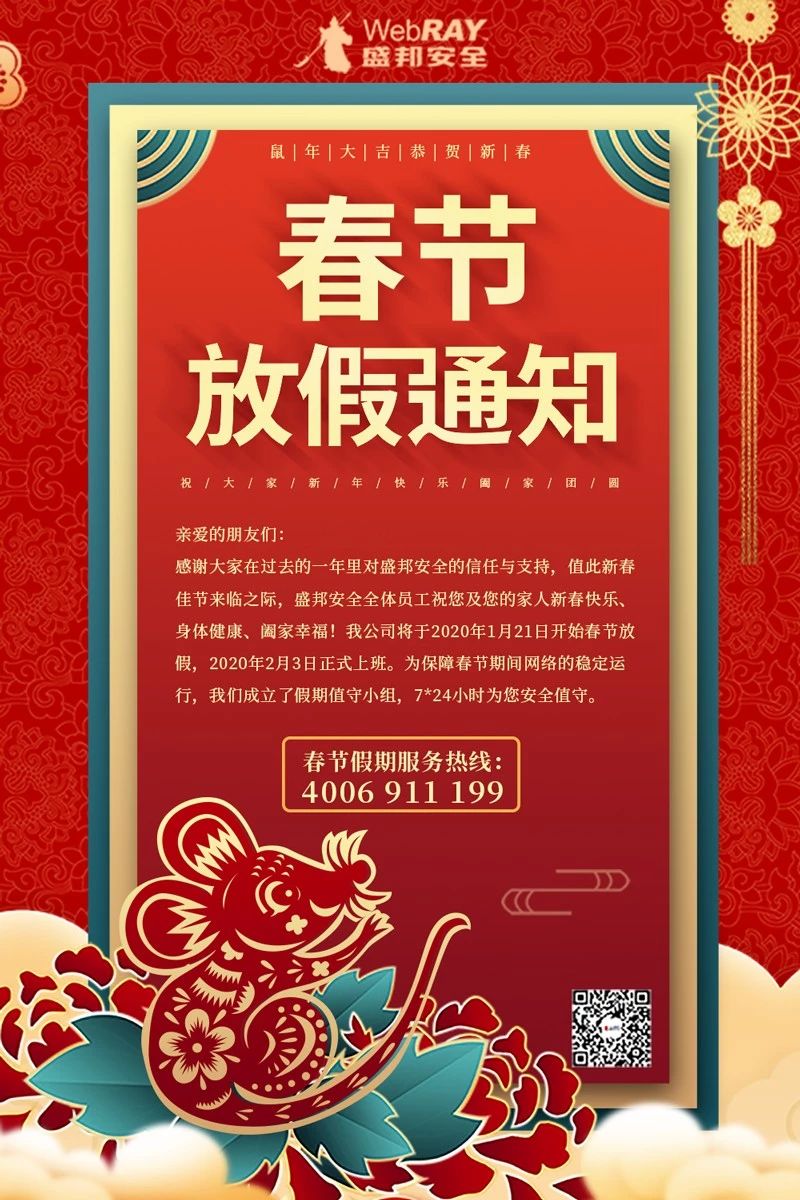 WebRAY
盛邦安全
鼠|年|大|吉|恭|贺|新|春
春节
放假通知
祝/大/家/新/年/快/乐/阖/家/团/圆
亲爱的朋友们：
感谢大家在过去的一年里对盛邦安全的信任与支持，值此新春
佳节来临之际，盛邦安全全体员工祝您及您的家人新春快乐、
身体健康、阖家幸福！我公司将于2020年1月21日开始春节放
假，2020年2月3日正式上班。为保障春节期间网络的稳定运
行，我们成立了假期值守小组，7*24小时为您安全值守。
春节假期服务热线：
4006 911 199